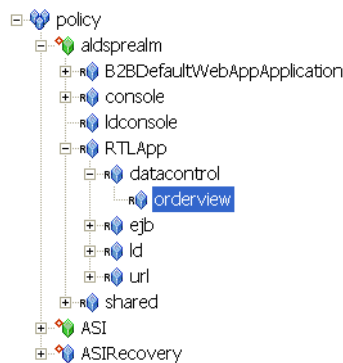 policy
aldsprealm
B2BDefaultWebAppApplication
console
ldconsole
RTLApp
datacontrol
orderview
ejb
ld
url
shared
ASI
ASIRecovery